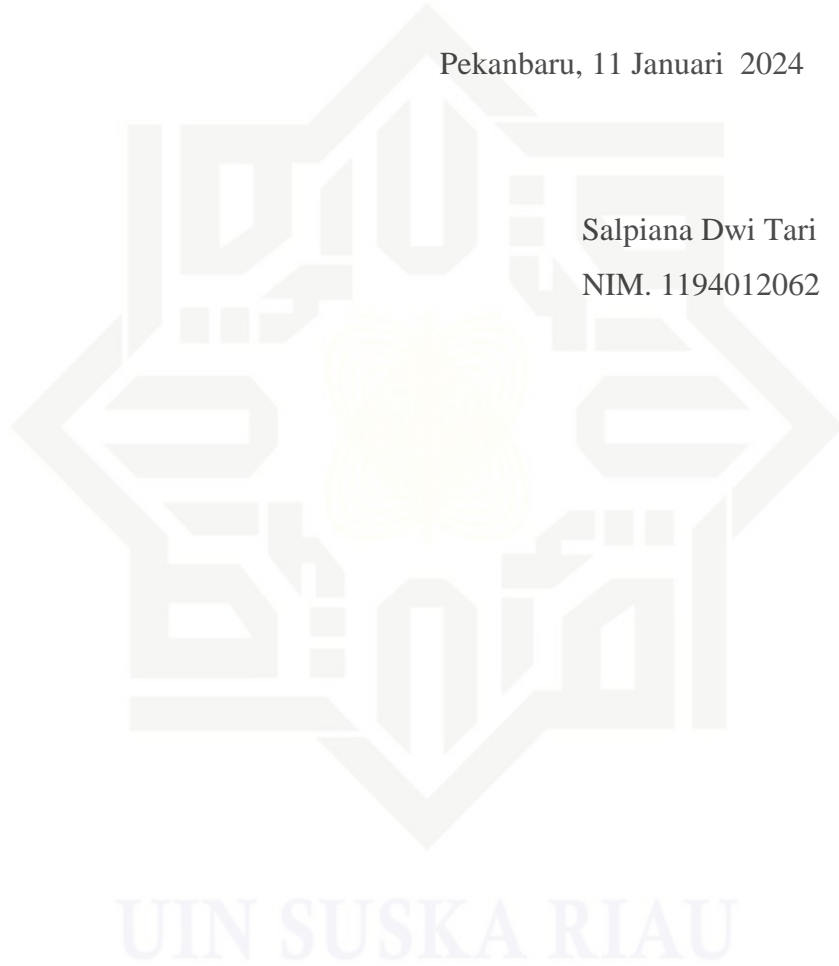 Pekanbaru, 11 Januari  2024
Salpiana Dwi Tari
NIM. 1194012062
UIN SUSKA RIAU